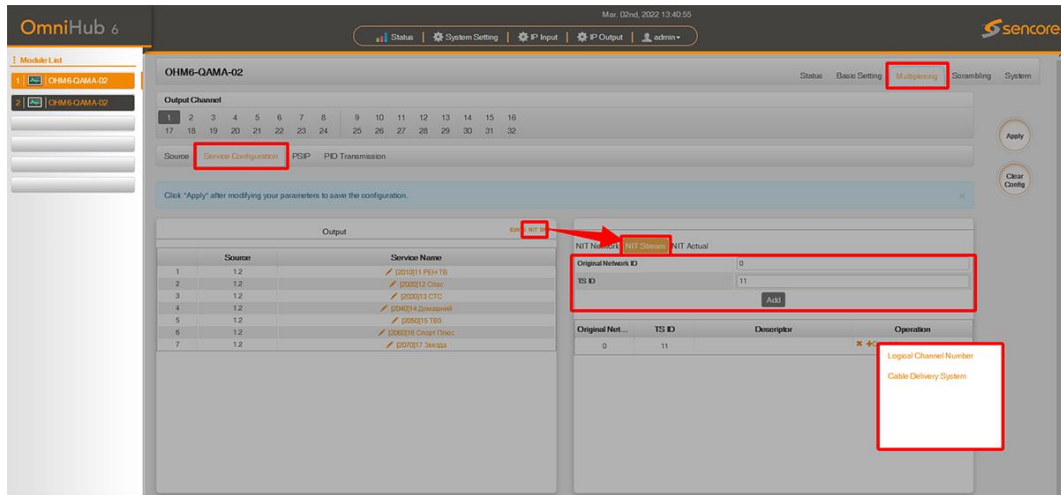 Mar. 02nd, 2022 13:40:55
OmniHub 6
Status | System Setting | IP Input | IP Output | admin
sencore
Module List
1 OHM6-QAMA-02
2 OHM6-QAMA-02
OHM6-QAMA-02
Status Basic Setting Multiplexing Scrambling System
Output Channel
1 2 3 4 5 6 7 8 9 10 11 12 13 14 15 16
17 18 19 20 21 22 23 24 25 26 27 28 29 30 31 32
Apply
Source Service Configuration PSIP PID Transmission
Clear
Config
Click "Apply" after modifying your parameters to save the configuration.
Output NIT
NIT Network NIT Stream NIT Actual
Source Service Name
Original Network ID 0
1 1.2 [2010]11 РЕН ТВ
TS ID 11
2 1.2 [2020]12 Спас
3 1.2 [2030]13 СТС
Add
4 1.2 [2040]14 Домашний
5 1.2 [2050]15 ТВ3
6 1.2 [2060]16 Спорт Плюс
7 1.2 [2070]17 Звезда
Original Net... TS ID Descriptor Operation
0 11
Logical Channel Number
Cable Delivery System